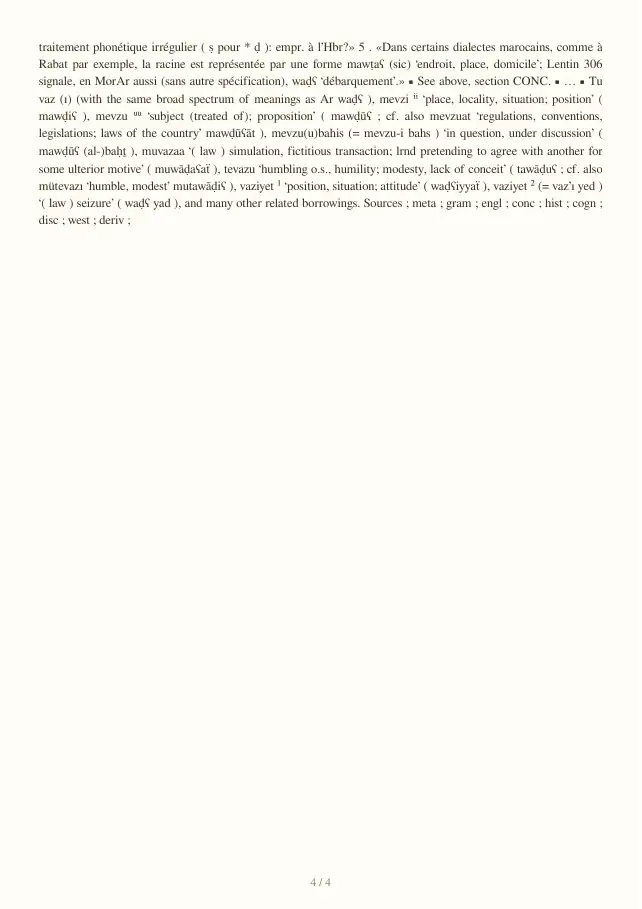 traitement phonétique irrégulier ( ṣ pour * ḍ ): empr. à l'Hbr?» 5 . «Dans certains dialectes marocains, comme à
Rabat par exemple, la racine est représentée par une forme mawṭaʕ (sic) ‘endroit, place, domicile’; Lentin 306
signale, en MorAr aussi (sans autre spécification), waḍʕ ‘débarquement’.» ▪ See above, section CONC. ▪ … ▪ Tu
vaz (ı) (with the same broad spectrum of meanings as Ar waḍʕ ), mevzi ⁱⁱ ‘place, locality, situation; position’ (
mawḍiʕ ), mevzu ᵘᵘ ‘subject (treated of); proposition’ ( mawḍūʕ ; cf. also mevzuat ‘regulations, conventions,
legislations; laws of the country’ mawḍūʕāt ), mevzu(u)bahis (= mevzu-i bahs ) ‘in question, under discussion’ (
mawḍūʕ (al-)baḥṯ ), muvazaa ‘( law ) simulation, fictitious transaction; lrnd pretending to agree with another for
some ulterior motive’ ( muwāḍaʕaẗ ), tevazu ‘humbling o.s., humility; modesty, lack of conceit’ ( tawāḍuʕ ; cf. also
mütevazı ‘humble, modest’ mutawāḍiʕ ), vaziyet ¹ ‘position, situation; attitude’ ( waḍʕiyyaẗ ), vaziyet ² (= vaz’ı yed )
‘( law ) seizure’ ( waḍʕ yad ), and many other related borrowings. Sources ; meta ; gram ; engl ; conc ; hist ; cogn ;
disc ; west ; deriv ;
4 / 4